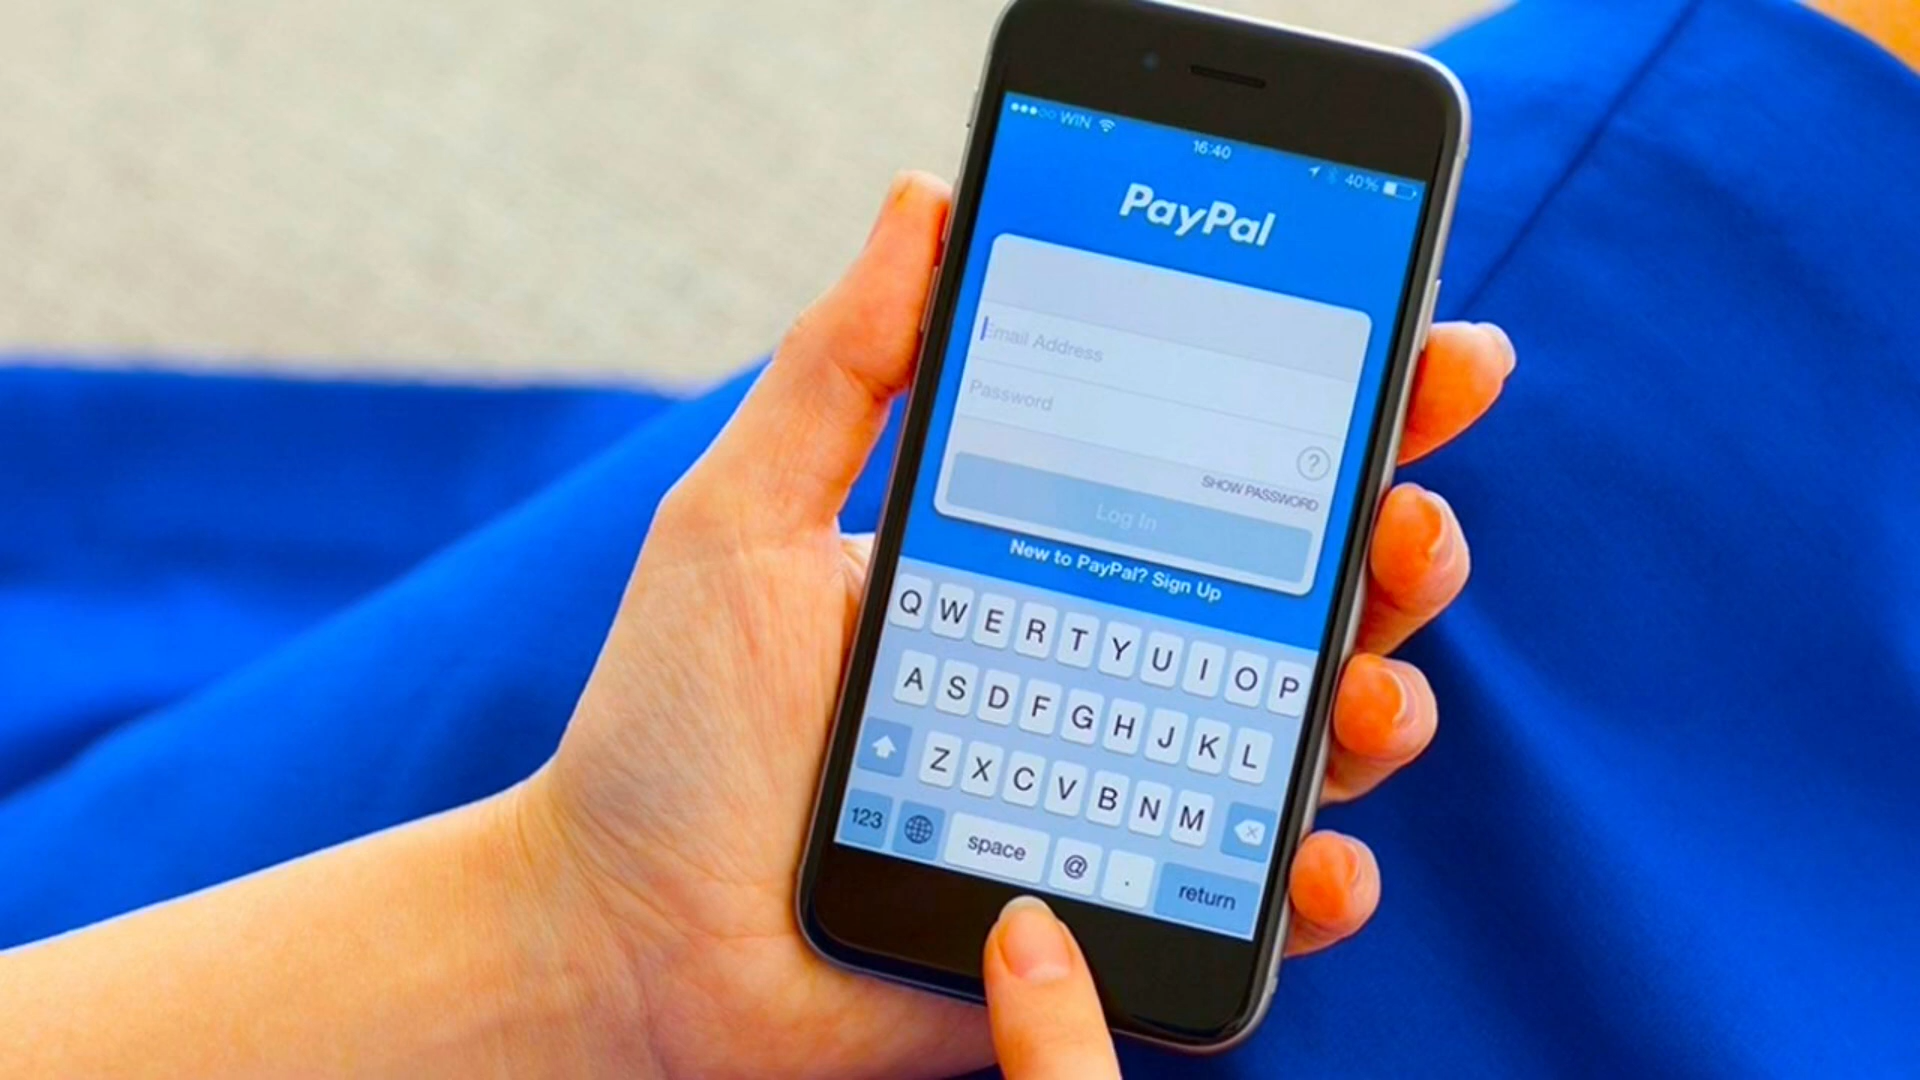 WIN
16:40
40%
PayPal
Email Address
Password
?
SHOW PASSWORD
Log In
New to PayPal? Sign Up
Q W E R T Y U I O P
A S D F G H J K L
Z X C V B N M
123 space @ . return